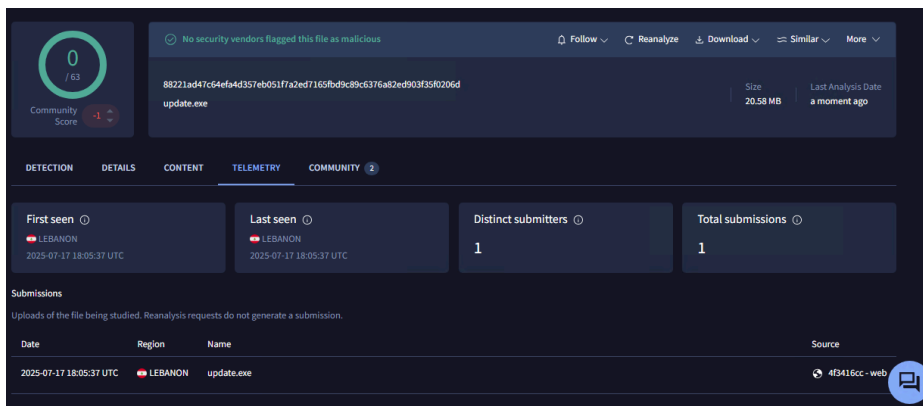 0
/ 63
Community Score
-1
No security vendors flagged this file as malicious
Follow
Reanalyze
Download
Similar
More
88221ad47c64efa4d357eb051f7a2ed7165fbd9c89c6376a82ed903f35f0206d
update.exe
Size
20.58 MB
Last Analysis Date
a moment ago
DETECTION DETAILS CONTENT TELEMETRY COMMUNITY 2
First seen
LEBANON
2025-07-17 18:05:37 UTC
Last seen
LEBANON
2025-07-17 18:05:37 UTC
Distinct submitters
1
Total submissions
1
Submissions
Uploads of the file being studied. Reanalysis requests do not generate a submission.
Date Region Name Source
2025-07-17 18:05:37 UTC LEBANON update.exe 4f3416cc - web